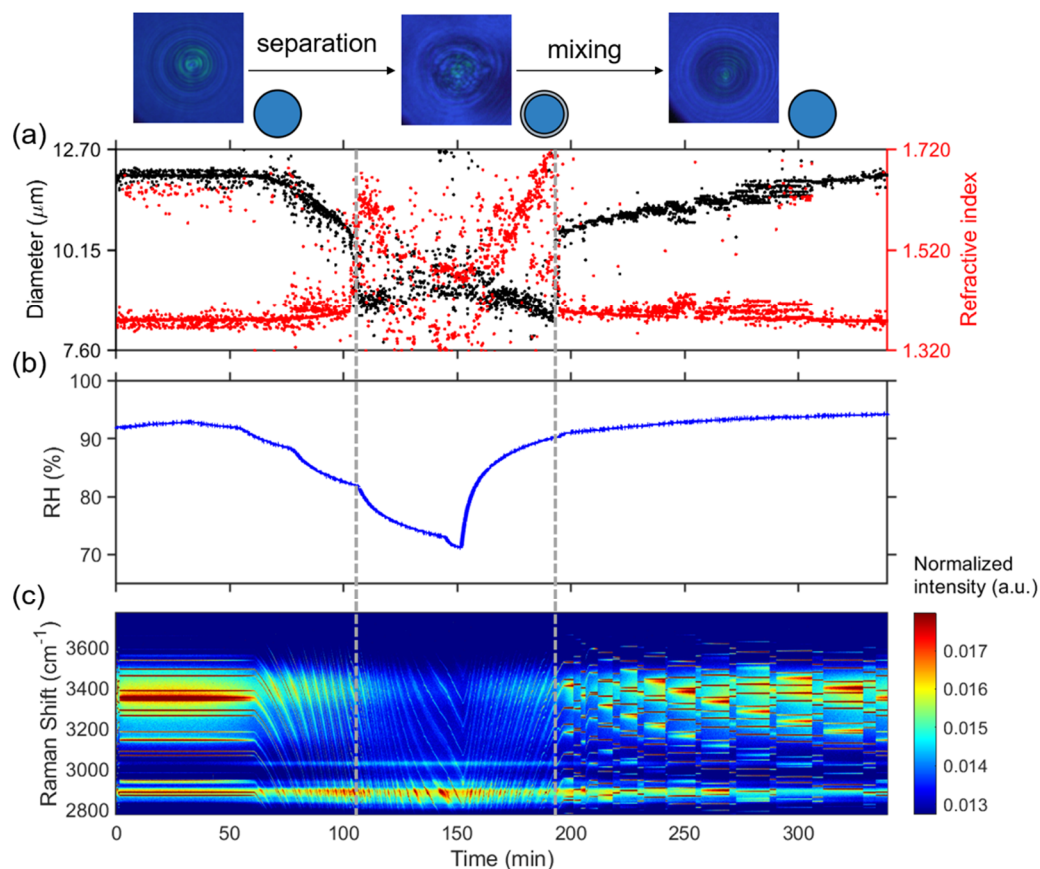 separation
mixing
(a)
12.70
10.15
7.60
Diameter (μm)
1.720
1.520
1.320
Refractive index
(b)
100
90
80
70
RH (%)
(c)
3600
3400
3200
3000
2800
Raman Shift (cm⁻¹)
0
50
100
150
200
250
300
Time (min)
Normalized
intensity (a.u.)
0.017
0.016
0.015
0.014
0.013